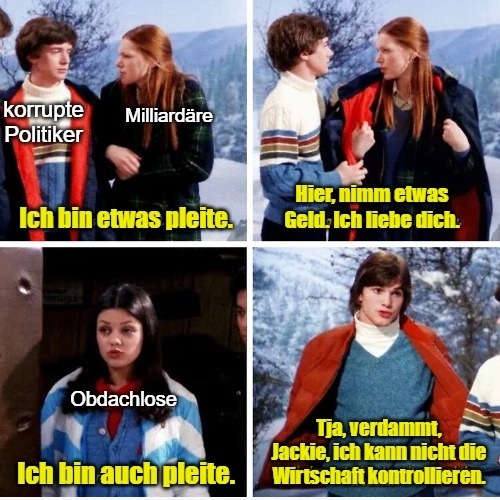 korrupte
Politiker
Milliardäre
Ich bin etwas pleite.
Hier, nimm etwas
Geld. Ich liebe dich.
Obdachlose
Ich bin auch pleite.
Tja, verdammt,
Jackie, ich kann nicht die
Wirtschaft kontrollieren.